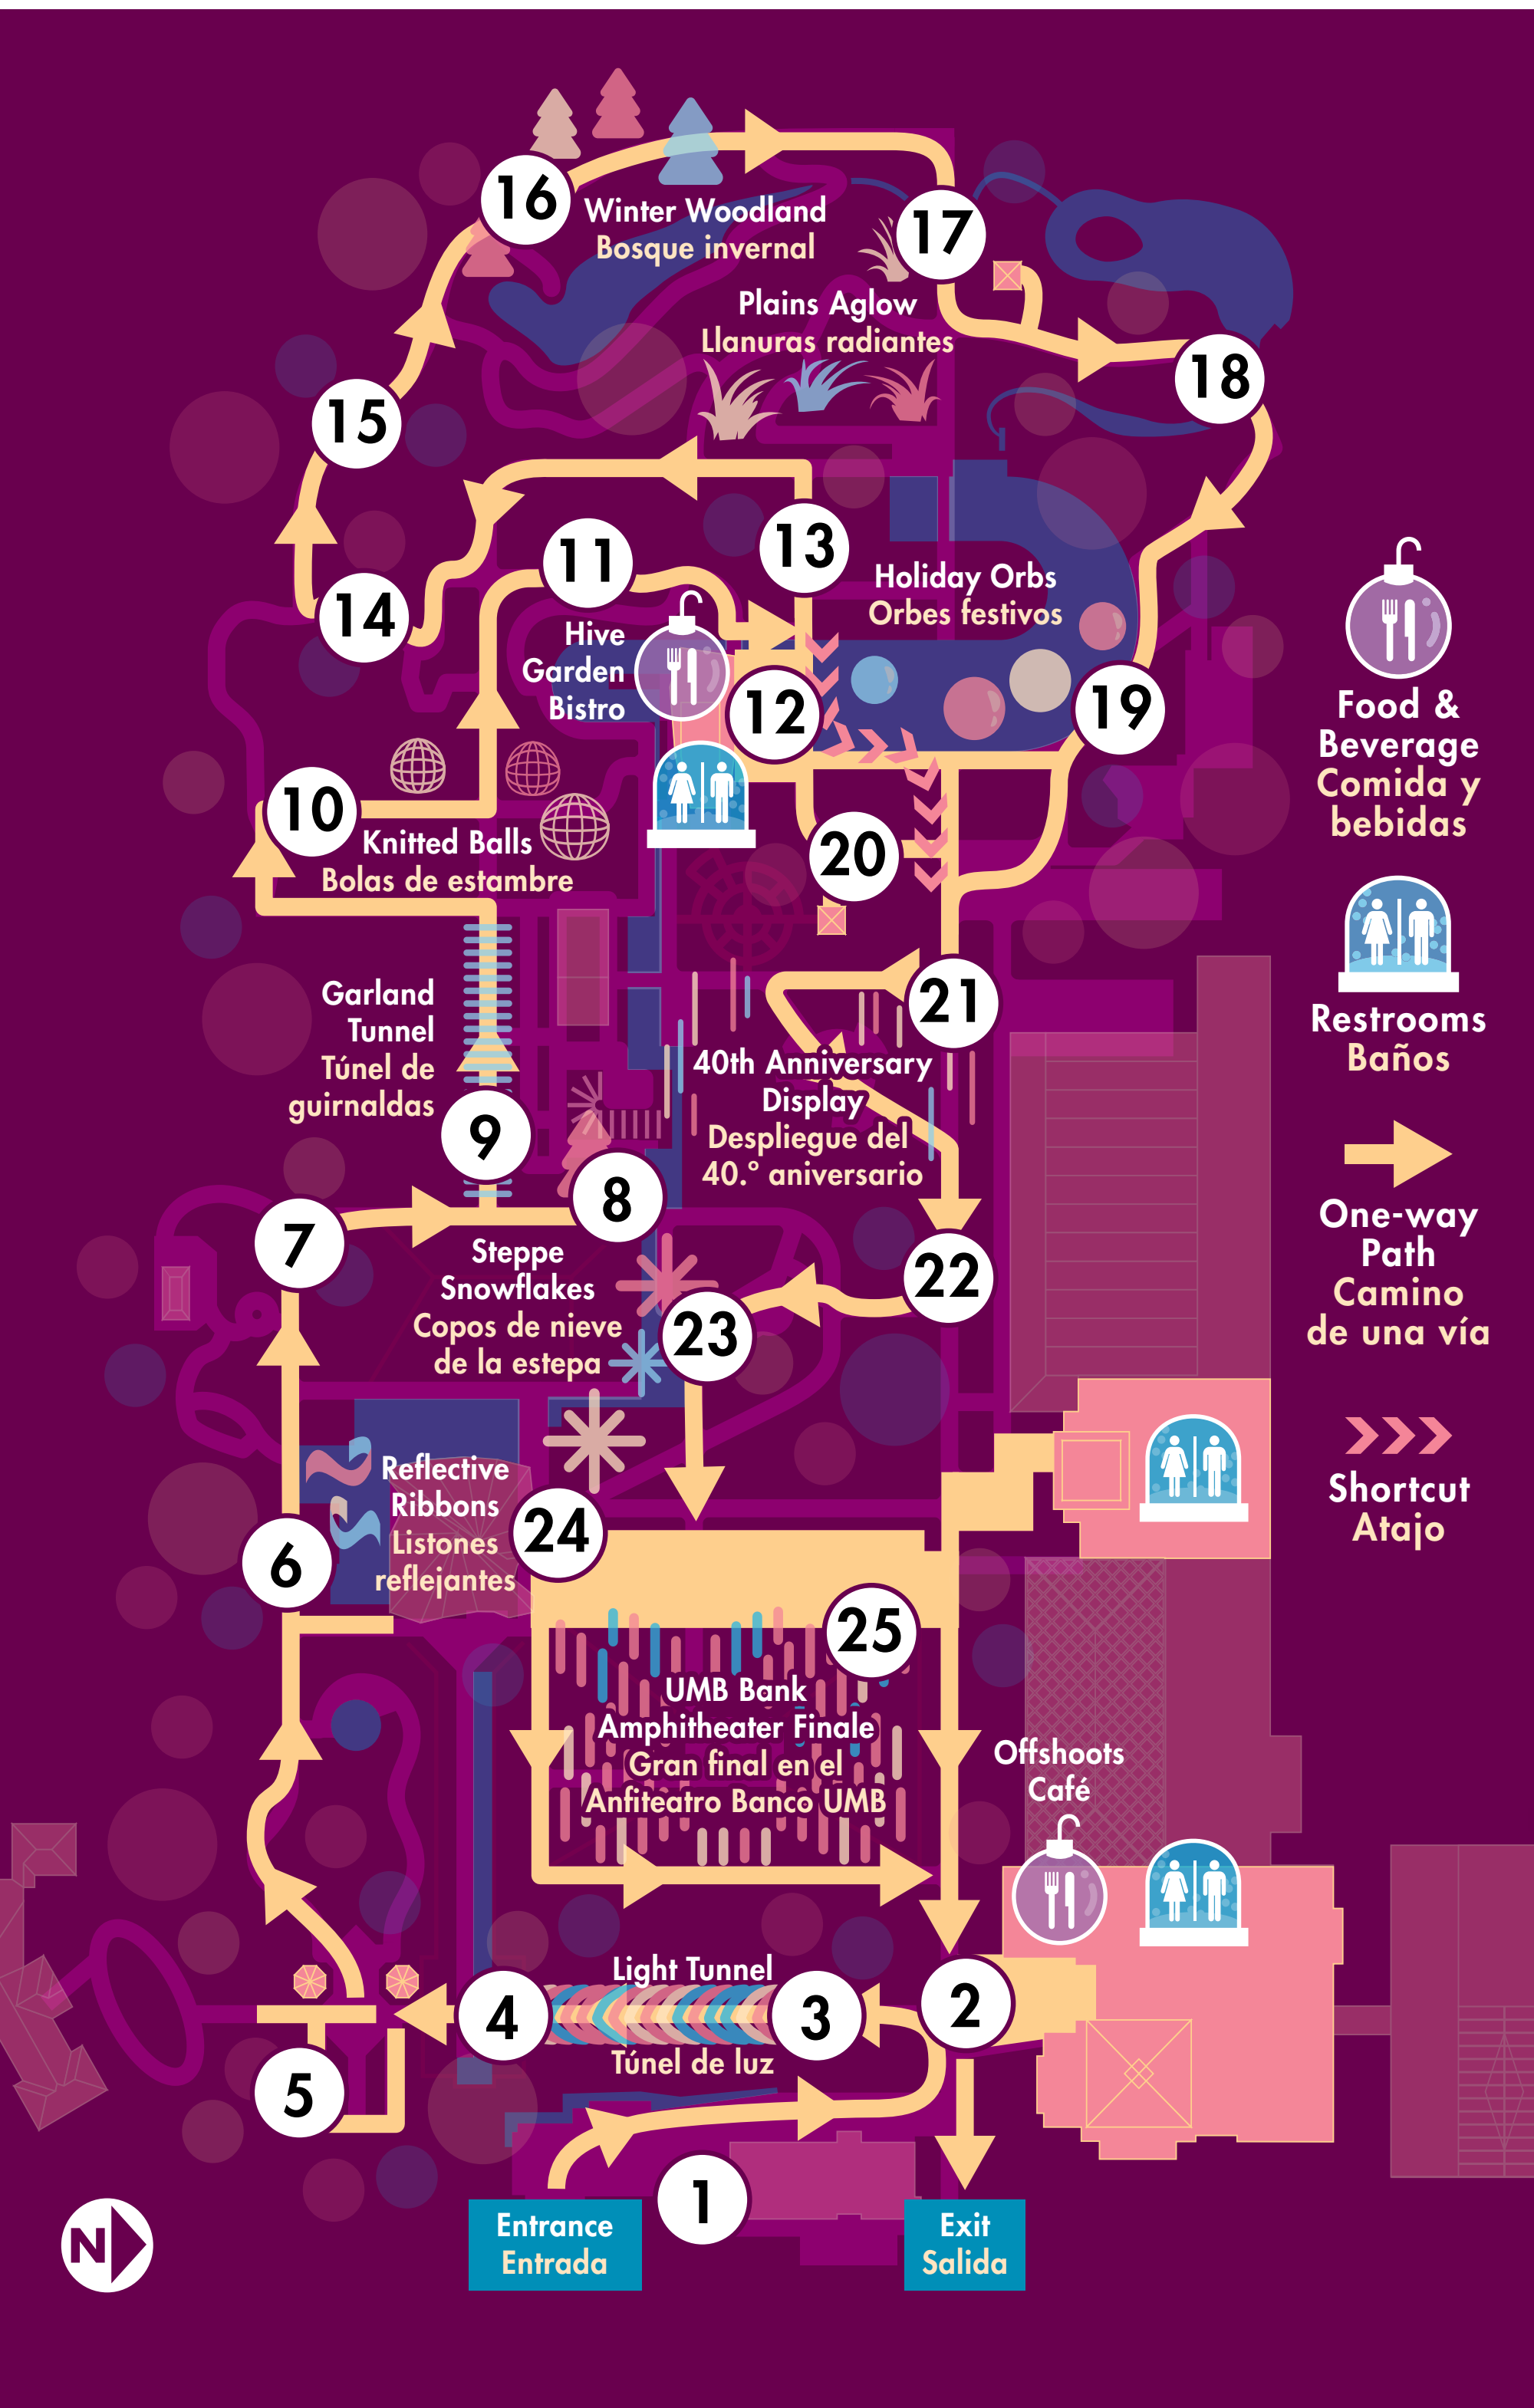 16
Winter Woodland
Bosque invernal
17
Plains Aglow
Llanuras radiantes
18
15
13
11
Holiday Orbs
Orbes festivos
14
Hive
Garden
Bistro
12
19
Food &
Beverage
Comida y
bebidas
10
Knitted Balls
Bolas de estambre
20
Restrooms
Baños
Garland
Tunnel
Túnel de
guirnaldas
21
40th Anniversary
Display
Despliegue del
40.º aniversario
9
8
7
One-way
Path
Camino
de una vía
Steppe
Snowflakes
Copos de nieve
de la estepa
22
23
Shortcut
Atajo
Reflective
Ribbons
Listones
reflejantes
24
6
25
UMB Bank
Amphitheater Finale
Gran final en el
Anfiteatro Banco UMB
Offshoots
Café
Light Tunnel
4
3
2
Túnel de luz
5
1
N
Entrance
Entrada
Exit
Salida